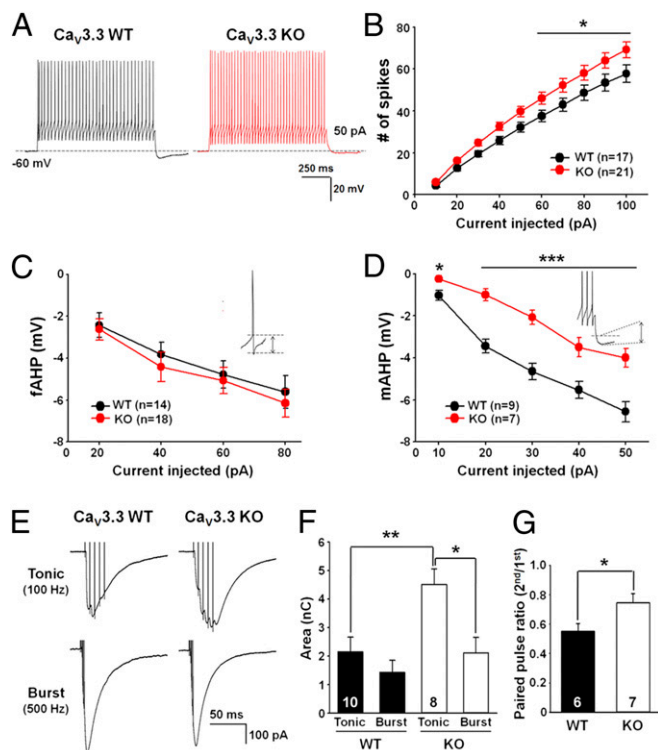 A
Ca_V3.3 WT
Ca_V3.3 KO
-60 mV
50 pA
250 ms
20 mV
B
# of spikes
80
60
40
20
0
*
WT (n=17)
KO (n=21)
0 20 40 60 80 100
Current injected (pA)
C
fAHP (mV)
0
-2
-4
-6
-8
WT (n=14)
KO (n=18)
0 20 40 60 80
Current injected (pA)
D
mAHP (mV)
0
-2
-4
-6
-8
*
***
WT (n=9)
KO (n=7)
0 10 20 30 40 50
Current injected (pA)
E
Ca_V3.3 WT
Ca_V3.3 KO
Tonic
(100 Hz)
Burst
(500 Hz)
50 ms
100 pA
F
Area (nC)
6
5
4
3
2
1
0
**
*
10
8
Tonic Burst Tonic Burst
WT
KO
G
Paired pulse ratio (2nd/1st)
1.0
0.8
0.6
0.4
0.2
0.0
*
6
7
WT KO